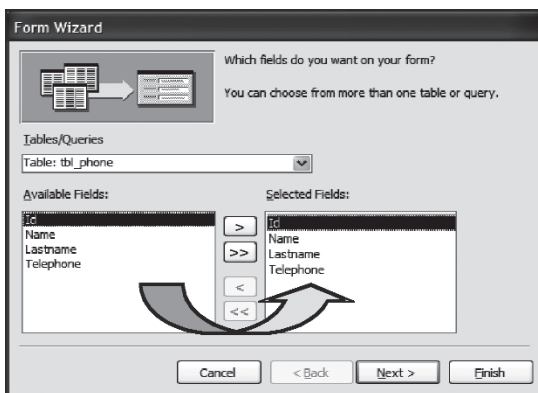 Form Wizard
Which fields do you want on your form?
You can choose from more than one table or query.
Tables/Queries
Table: tbl_phone
Available Fields:
Id
Name
Lastname
Telephone
>
>>
<
<<
Selected Fields:
Id
Name
Lastname
Telephone
Cancel
< Back
Next >
Finish